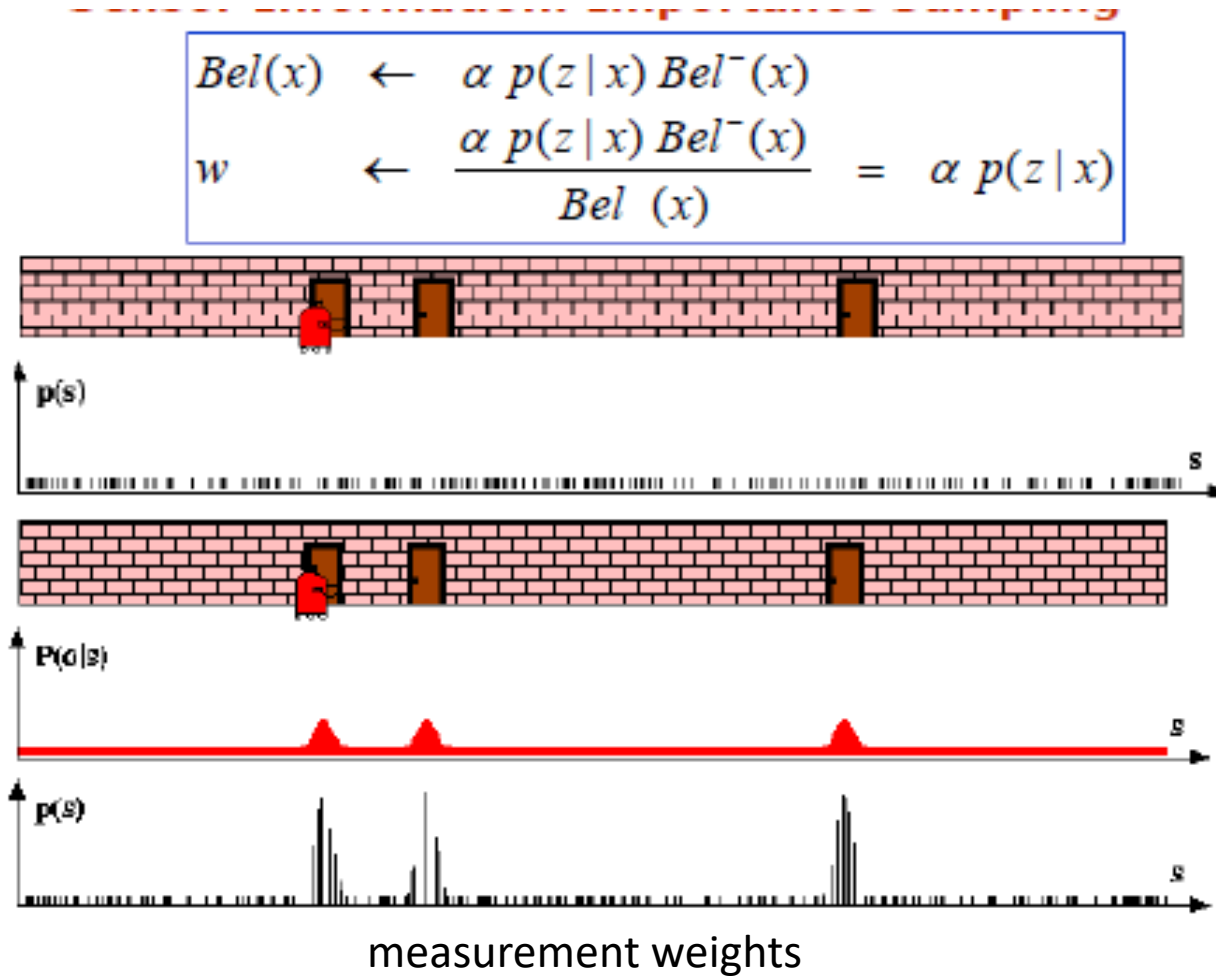 Bel(x) ← α p(z | x) Bel⁻(x)
w ← α p(z | x) Bel⁻(x) / Bel (x) = α p(z | x)
p(s)
s
P(o|s)
s
p(s)
s
measurement weights